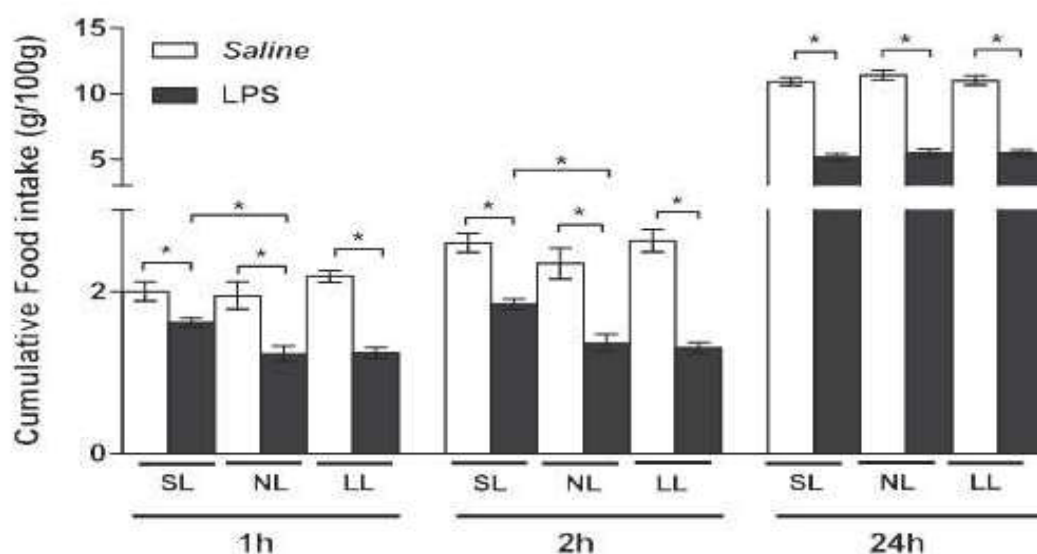 Cumulative Food intake (g/100g)
15
10
5
2
0
Saline
LPS
* * *
* *
* * * * * *
SL NL LL SL NL LL SL NL LL
1h 2h 24h